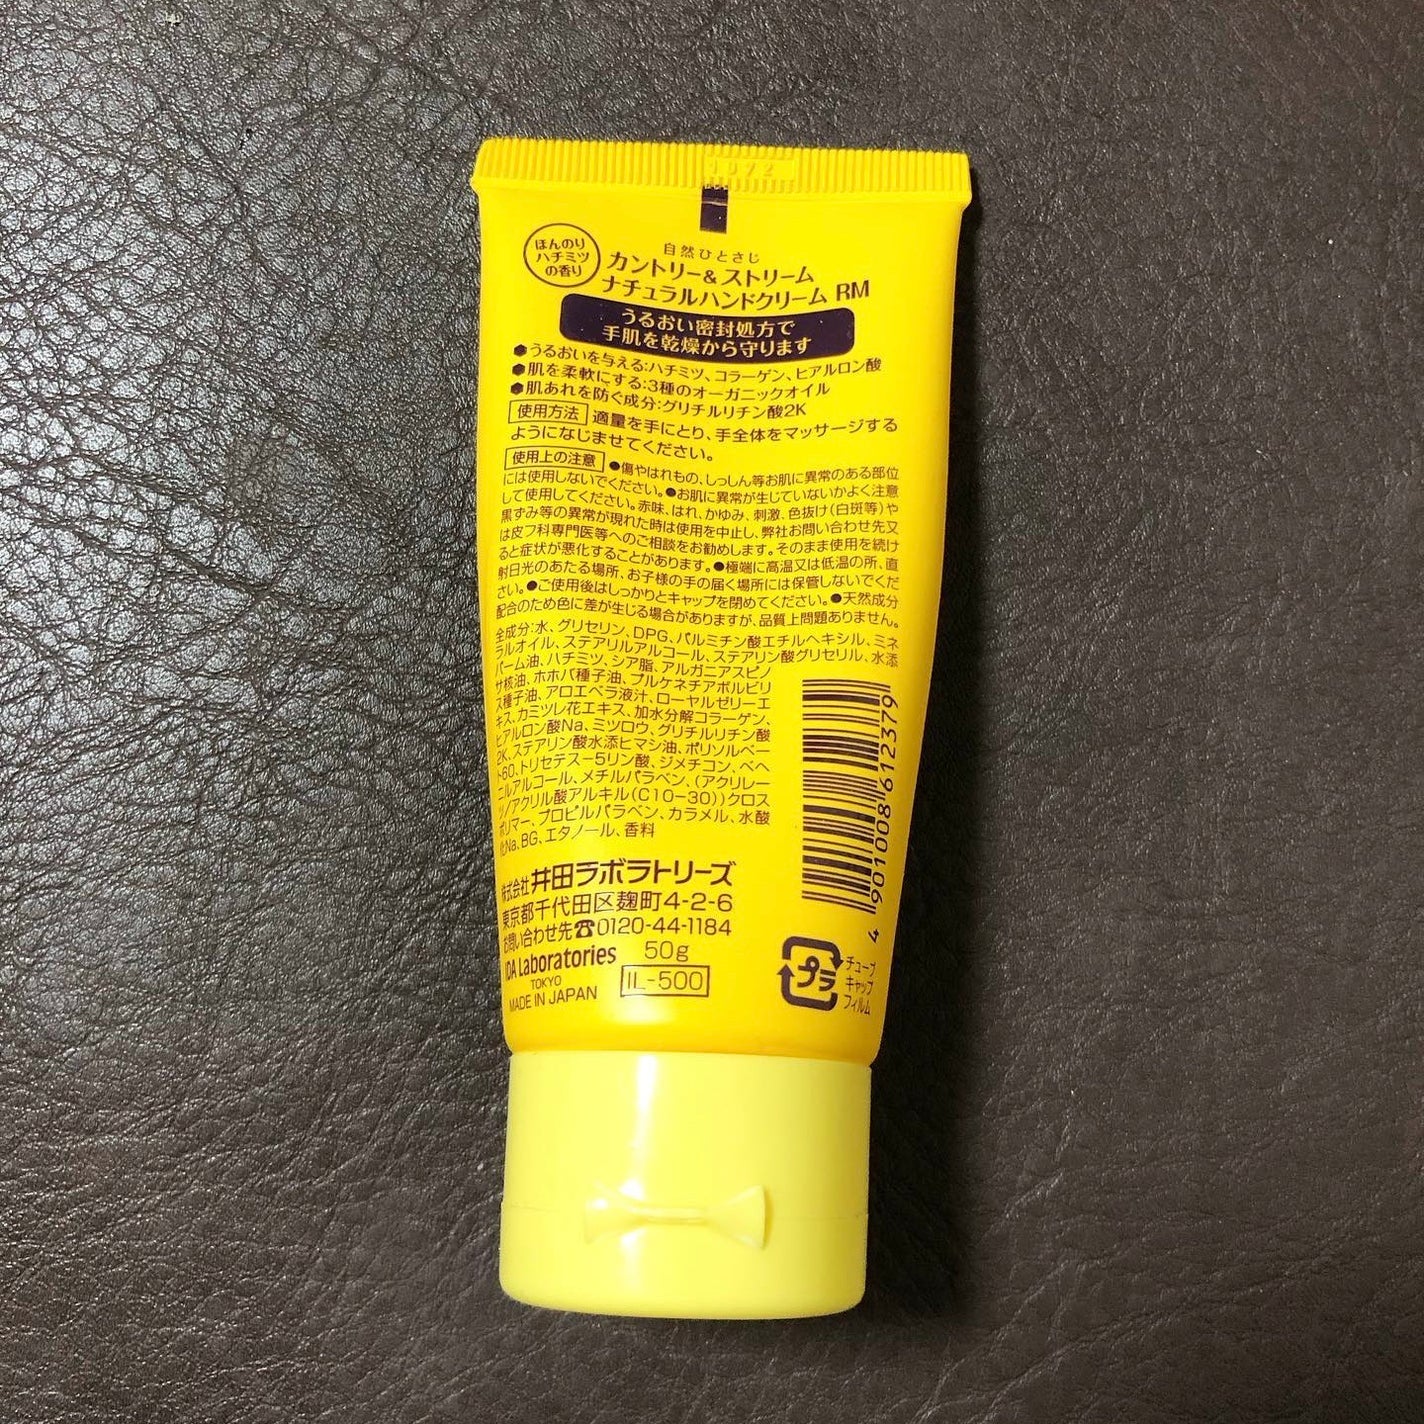 ほんのり
ハチミツ
の香り
自然ひとさじ
カントリー&ストリーム
ナチュラルハンドクリーム RM
うるおい密封処方で
手肌を乾燥から守ります
●うるおいを与える:ハチミツ、コラーゲン、ヒアルロン酸
●肌を柔軟にする:3種のオーガニックオイル
●肌あれを防ぐ成分:グリチルリチン酸2K
使用方法 適量を手にとり、手全体をマッサージする
ようになじませてください。
使用上の注意 ●傷やはれもの、しっしん等お肌に異常のある部位
には使用しないでください。●お肌に異常が生じていないかよく注意
して使用してください。赤味、はれ、かゆみ、刺激、色抜け(白斑等)や
黒ずみ等の異常が現れた時は使用を中止し、弊社お問い合わせ先又
は皮フ科専門医等へのご相談をお勧めします。そのまま使用を続け
ると症状が悪化することがあります。●極端に高温又は低温の所、直
射日光のあたる場所、お子様の手の届く場所には保管しないでくだ
さい。●ご使用後はしっかりとキャップを閉めてください。●天然成分
配合のため色に差が生じる場合がありますが、品質上問題ありません。
全成分:水、グリセリン、DPG、パルミチン酸エチルヘキシル、ミネ
ラルオイル、ステアリルアルコール、ステアリン酸グリセリル、水添
パーム油、ハチミツ、シア脂、アルガニアスピノ
サ核油、ホホバ種子油、プルケネチアボルビリ
ス種子油、アロエベラ液汁、ローヤルゼリーエ
キス、カミツレ花エキス、加水分解コラーゲン、
ヒアルロン酸Na、ミツロウ、グリチルリチン酸
2K、ステアリン酸水添ヒマシ油、ポリソルベー
ト60、トリセテス-5リン酸、ジメチコン、ベヘ
ニルアルコール、メチルパラベン、(アクリレー
ツ/アクリル酸アルキル(C10-30))クロス
ポリマー、プロピルパラベン、カラメル、水酸
化Na、BG、エタノール、香料
株式会社 井田ラボラトリーズ
東京都千代田区麹町4-2-6
お問い合わせ先☎0120-44-1184
IDA Laboratories 50g
TOKYO
MADE IN JAPAN IL-500
4 901008 612379
プラ
チューブ
キャップ
フィルム